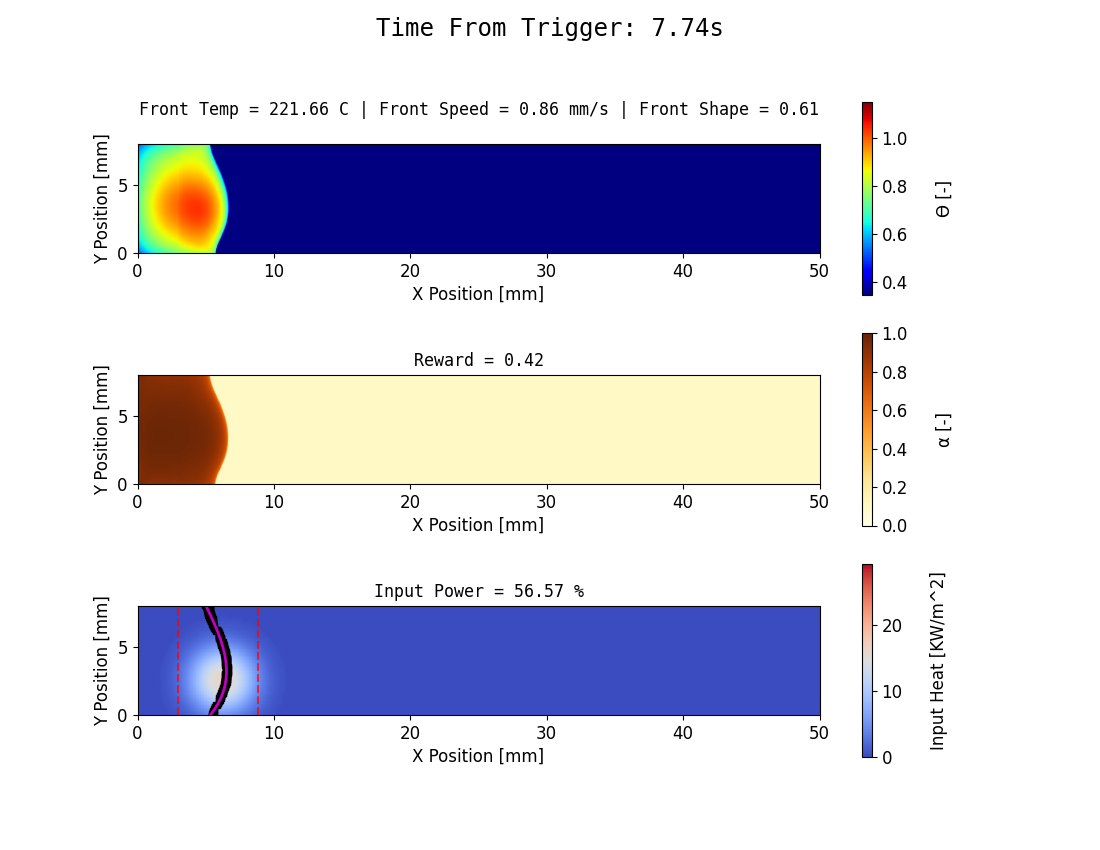 Time From Trigger: 7.74s
Front Temp = 221.66 C | Front Speed = 0.86 mm/s | Front Shape = 0.61
Y Position [mm]
5
0
0 10 20 30 40 50
X Position [mm]
1.0
0.8
0.6
0.4
Θ [-]
Reward = 0.42
Y Position [mm]
5
0
0 10 20 30 40 50
X Position [mm]
1.0
0.8
0.6
0.4
0.2
0.0
α [-]
Input Power = 56.57 %
Y Position [mm]
5
0
0 10 20 30 40 50
X Position [mm]
20
10
0
Input Heat [KW/m^2]